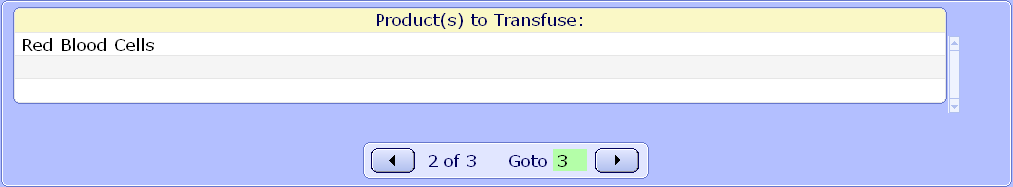 Product(s) to Transfuse:
Red Blood Cells
2 of 3 Goto 3